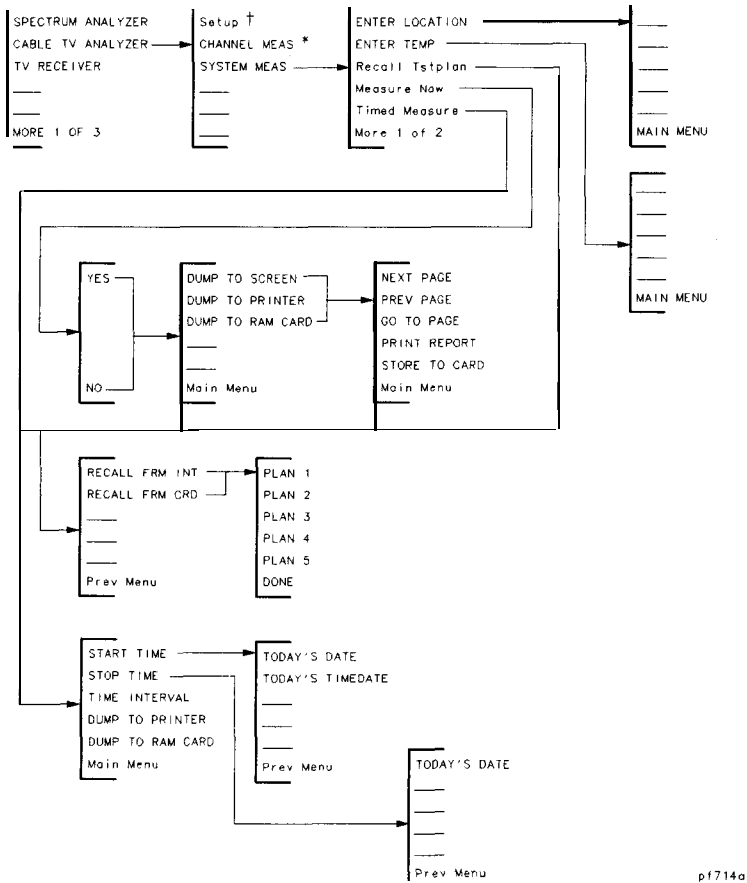 SPECTRUM ANALYZER
CABLE TV ANALYZER
TV RECEIVER
MORE 1 OF 3
Setup †
CHANNEL MEAS *
SYSTEM MEAS
ENTER LOCATION
ENTER TEMP
Recall Tstplan
Measure Now
Timed Measure
More 1 of 2
MAIN MENU
MAIN MENU
YES
NO
DUMP TO SCREEN
DUMP TO PRINTER
DUMP TO RAM CARD
Main Menu
NEXT PAGE
PREV PAGE
GO TO PAGE
PRINT REPORT
STORE TO CARD
Main Menu
RECALL FRM INT
RECALL FRM CRD
Prev Menu
PLAN 1
PLAN 2
PLAN 3
PLAN 4
PLAN 5
DONE
START TIME
STOP TIME
TIME INTERVAL
DUMP TO PRINTER
DUMP TO RAM CARD
Main Menu
TODAY'S DATE
TODAY'S TIMEDATE
Prev Menu
TODAY'S DATE
Prev Menu
pf714a